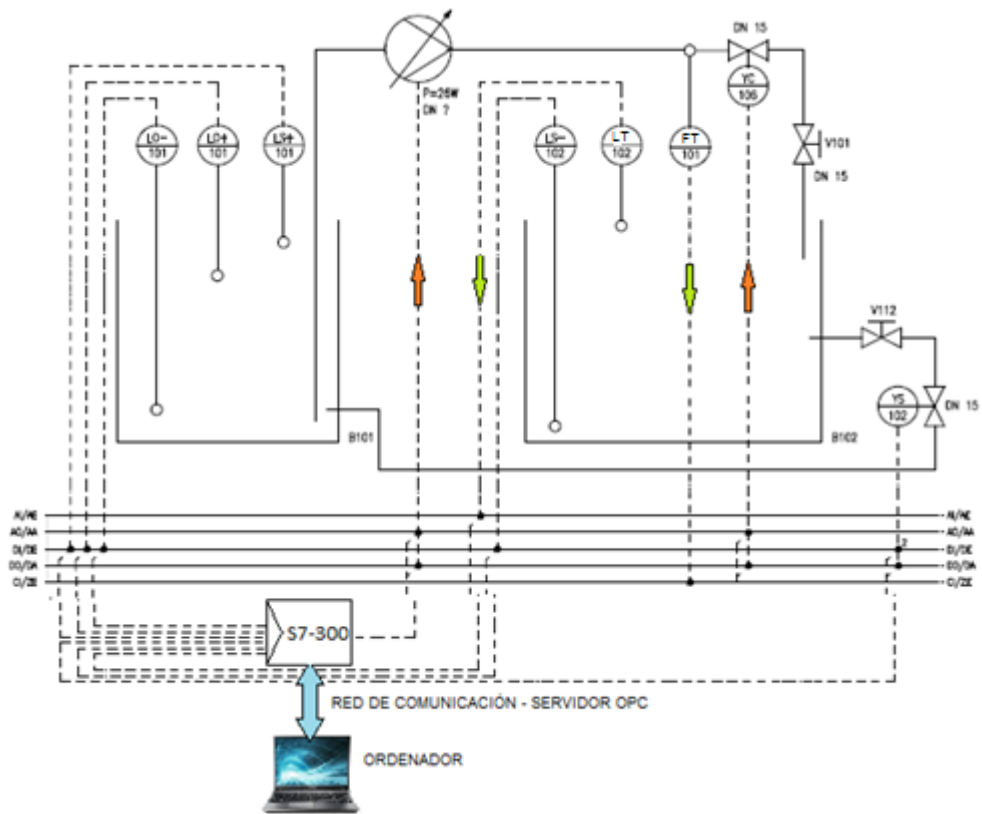 DN 15
P=26W
DN ?
YC
106
LO-
101
LO+
101
LS+
101
LS-
102
LT
102
FT
101
V101
DN 15
V112
YS
102
DN 15
B101
B102
AI/AE
AI/AE
AO/AA
AO/AA
DI/DE
2
DI/DE
DO/DA
DO/DA
CI/ZE
CI/ZE
S7-300
RED DE COMUNICACIÓN - SERVIDOR OPC
ORDENADOR